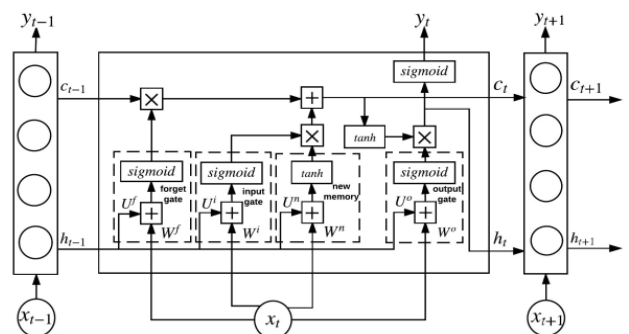 y_{t-1} y_t y_{t+1}
sigmoid
c_{t-1} c_t c_{t+1}
× +
× tanh ×
sigmoid sigmoid tanh sigmoid
forget gate input gate new memory output gate
U^f + U^i + U^n + U^o +
h_{t-1} W^f W^i W^n W^o h_t h_{t+1}
x_{t-1} x_t x_{t+1}